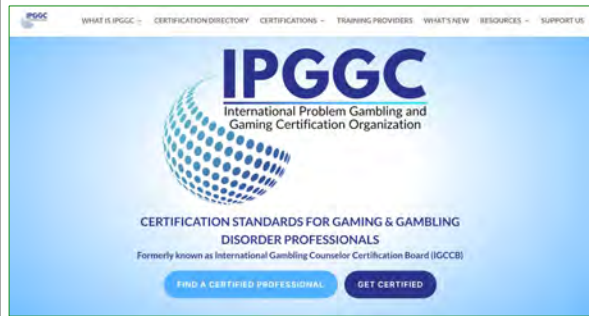 IPGGC
WHAT IS IPGGC
CERTIFICATION DIRECTORY
CERTIFICATIONS
TRAINING PROVIDERS
WHAT'S NEW
RESOURCES
SUPPORT US
IPGGC
International Problem Gambling and
Gaming Certification Organization
CERTIFICATION STANDARDS FOR GAMING & GAMBLING
DISORDER PROFESSIONALS
Formerly known as International Gambling Counselor Certification Board (IGCCB)
FIND A CERTIFIED PROFESSIONAL
GET CERTIFIED